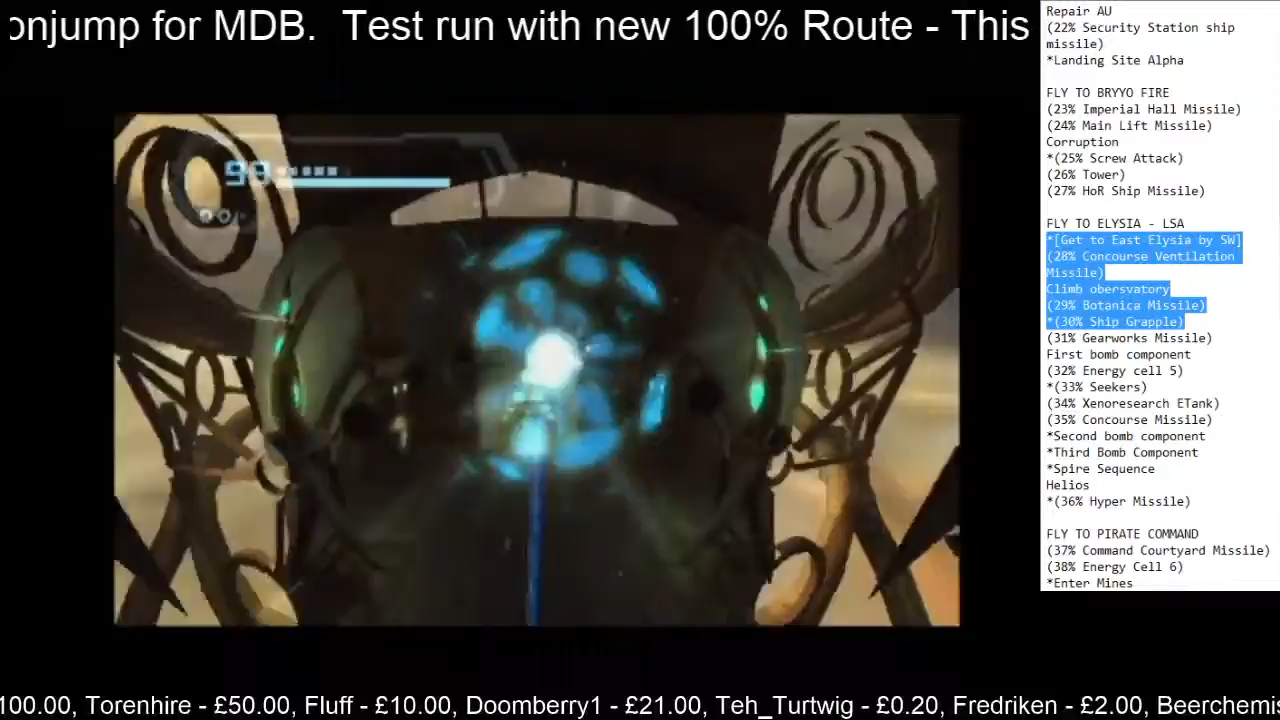 onjump for MDB.   Test run with new 100% Route - This
99
Repair AU
(22% Security Station ship
missile)
*Landing Site Alpha
FLY TO BRYYO FIRE
(23% Imperial Hall Missile)
(24% Main Lift Missile)
Corruption
*(25% Screw Attack)
(26% Tower)
(27% HoR Ship Missile)
FLY TO ELYSIA - LSA
*[Get to East Elysia by SW]
(28% Concourse Ventilation
Missile)
Climb obersvatory
(29% Botanica Missile)
*(30% Ship Grapple)
(31% Gearworks Missile)
First bomb component
(32% Energy cell 5)
*(33% Seekers)
(34% Xenoresearch ETank)
(35% Concourse Missile)
*Second bomb component
*Third Bomb Component
*Spire Sequence
Helios
*(36% Hyper Missile)
FLY TO PIRATE COMMAND
(37% Command Courtyard Missile)
(38% Energy Cell 6)
*Enter Mines
100.00, Torenhire - £50.00, Fluff - £10.00, Doomberry1 - £21.00, Teh_Turtwig - £0.20, Fredriken - £2.00, Beerchemis